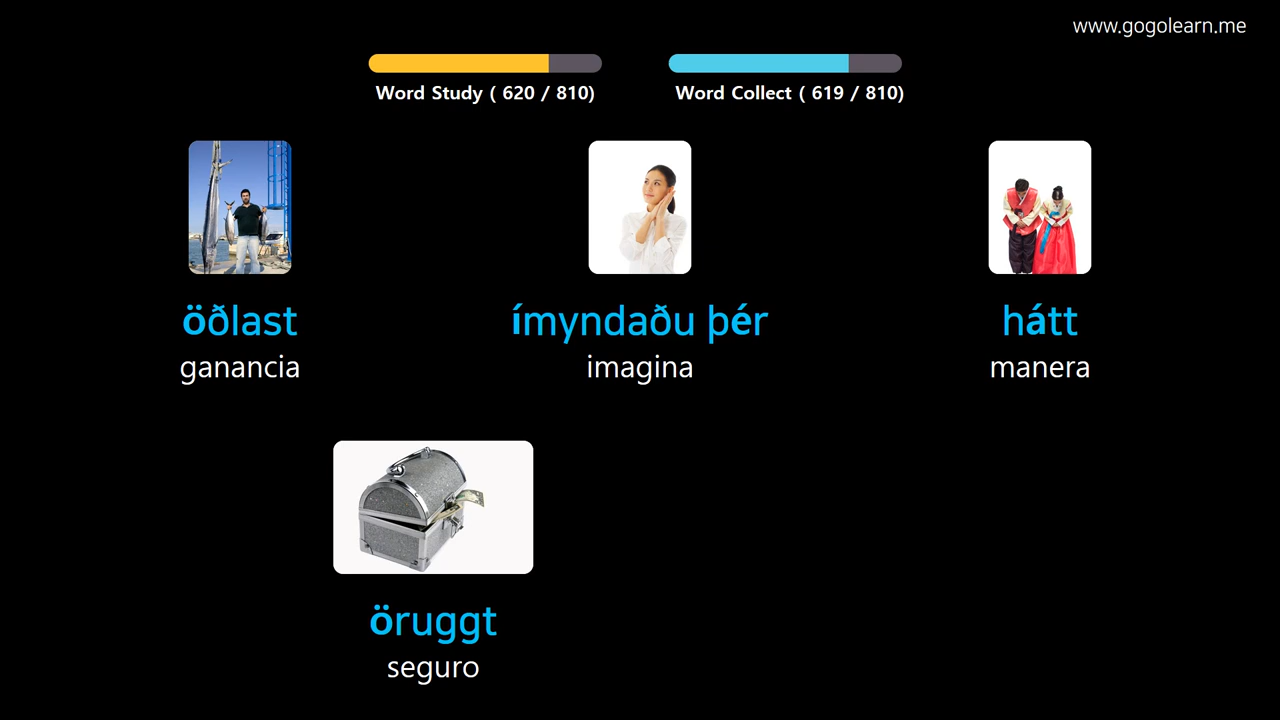 www.gogolearn.me
Word Study ( 620 / 810)
Word Collect ( 619 / 810)
öðlast
ganancia
ímyndaðu þér
imagina
hátt
manera
öruggt
seguro